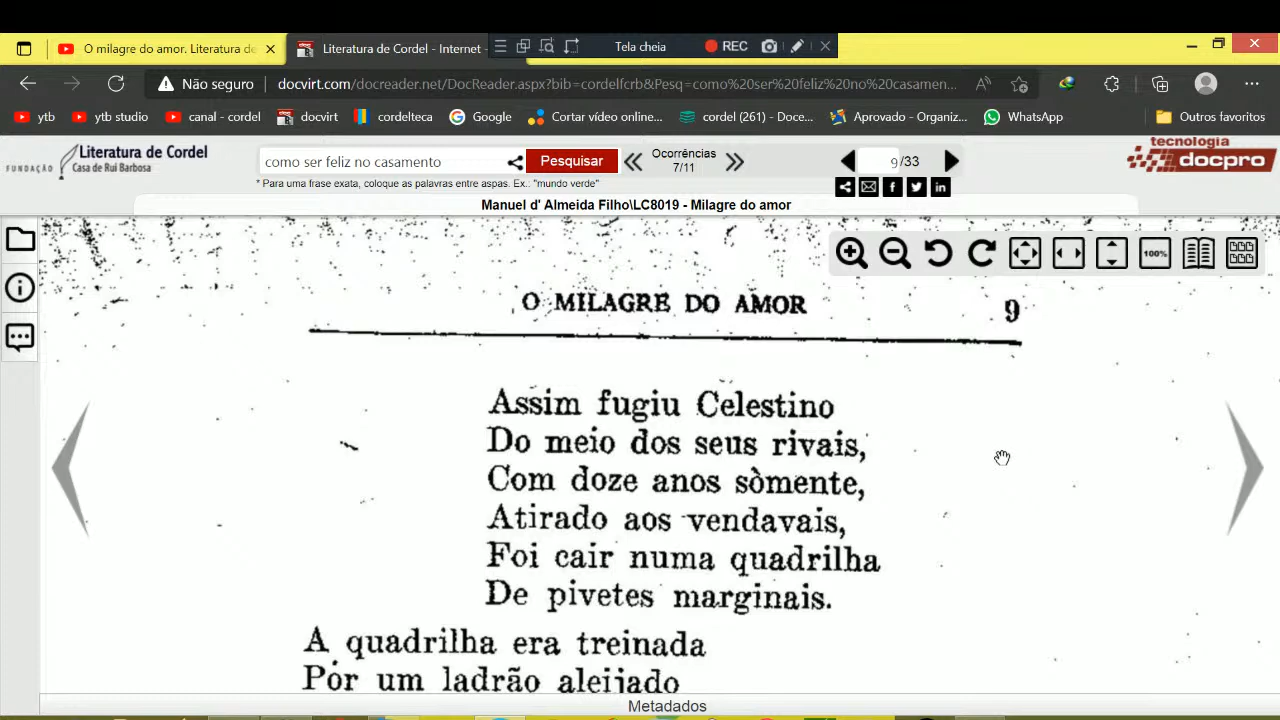 O milagre do amor. Literatura de
Literatura de Cordel - Internet -
Tela cheia
REC
Não seguro
docvirt.com/docreader.net/DocReader.aspx?bib=cordelfcrb&Pesq=como%20ser%20feliz%20no%20casamen...
ytb
ytb studio
canal - cordel
docvirt
cordelteca
Google
Cortar vídeo online...
cordel (261) - Doce...
Aprovado - Organiz...
WhatsApp
Outros favoritos
FUNDAÇÃO
Literatura de Cordel
Casa de Rui Barbosa
como ser feliz no casamento
Pesquisar
Ocorrências
7/11
9 /33
tecnologia
docpro
* Para uma frase exata, coloque as palavras entre aspas. Ex.: "mundo verde"
Manuel d' Almeida Filho\LC8019 - Milagre do amor
100%
O MILAGRE DO AMOR 9
Assim fugiu Celestino
Do meio dos seus rivais,
Com doze anos sòmente,
Atirado aos vendavais,
Foi cair numa quadrilha
De pivetes marginais.
A quadrilha era treinada
Por um ladrão aleijado
Metadados